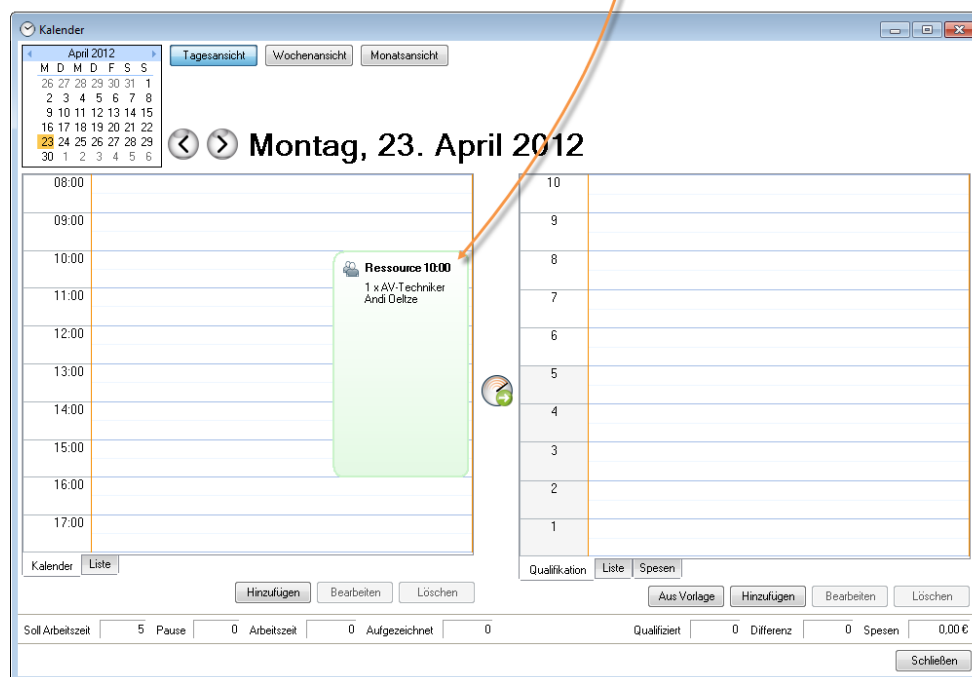 Kalender
April 2012
M D M D F S S
26 27 28 29 30 31 1
2 3 4 5 6 7 8
9 10 11 12 13 14 15
16 17 18 19 20 21 22
23 24 25 26 27 28 29
30 1 2 3 4 5 6
Tagesansicht Wochenansicht Monatsansicht
Montag, 23. April 2012
08:00
09:00
10:00
11:00
12:00
13:00
14:00
15:00
16:00
17:00
Ressource 10:00
1 x AV-Techniker
Andi Oeltze
Kalender Liste
Hinzufügen Bearbeiten Löschen
10
9
8
7
6
5
4
3
2
1
Qualifikation Liste Spesen
Aus Vorlage Hinzufügen Bearbeiten Löschen
Soll Arbeitszeit 5 Pause 0 Arbeitszeit 0 Aufgezeichnet 0 Qualifiziert 0 Differenz 0 Spesen 0,00 €
Schließen